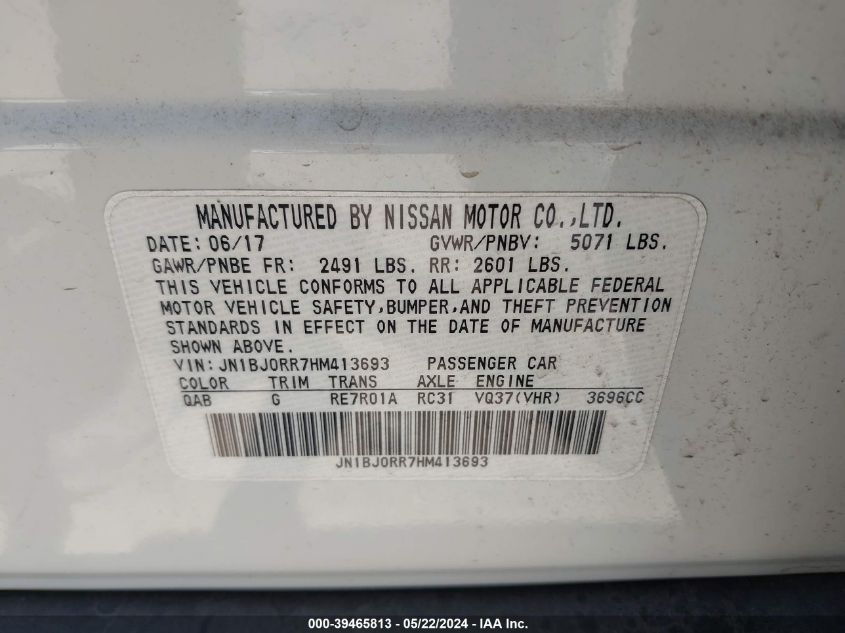 MANUFACTURED BY NISSAN MOTOR CO.,LTD.
DATE: 06/17 GVWR/PNBV: 5071 LBS.
GAWR/PNBE FR: 2491 LBS. RR: 2601 LBS.
THIS VEHICLE CONFORMS TO ALL APPLICABLE FEDERAL
MOTOR VEHICLE SAFETY,BUMPER,AND THEFT PREVENTION
STANDARDS IN EFFECT ON THE DATE OF MANUFACTURE
SHOWN ABOVE.
VIN: JN1BJ0RR7HM413693 PASSENGER CAR
COLOR TRIM TRANS AXLE ENGINE
QAB G RE7R01A RC31 VQ37(VHR) 3696CC
JN1BJ0RR7HM413693
000-39465813 - 05/22/2024 - IAA Inc.